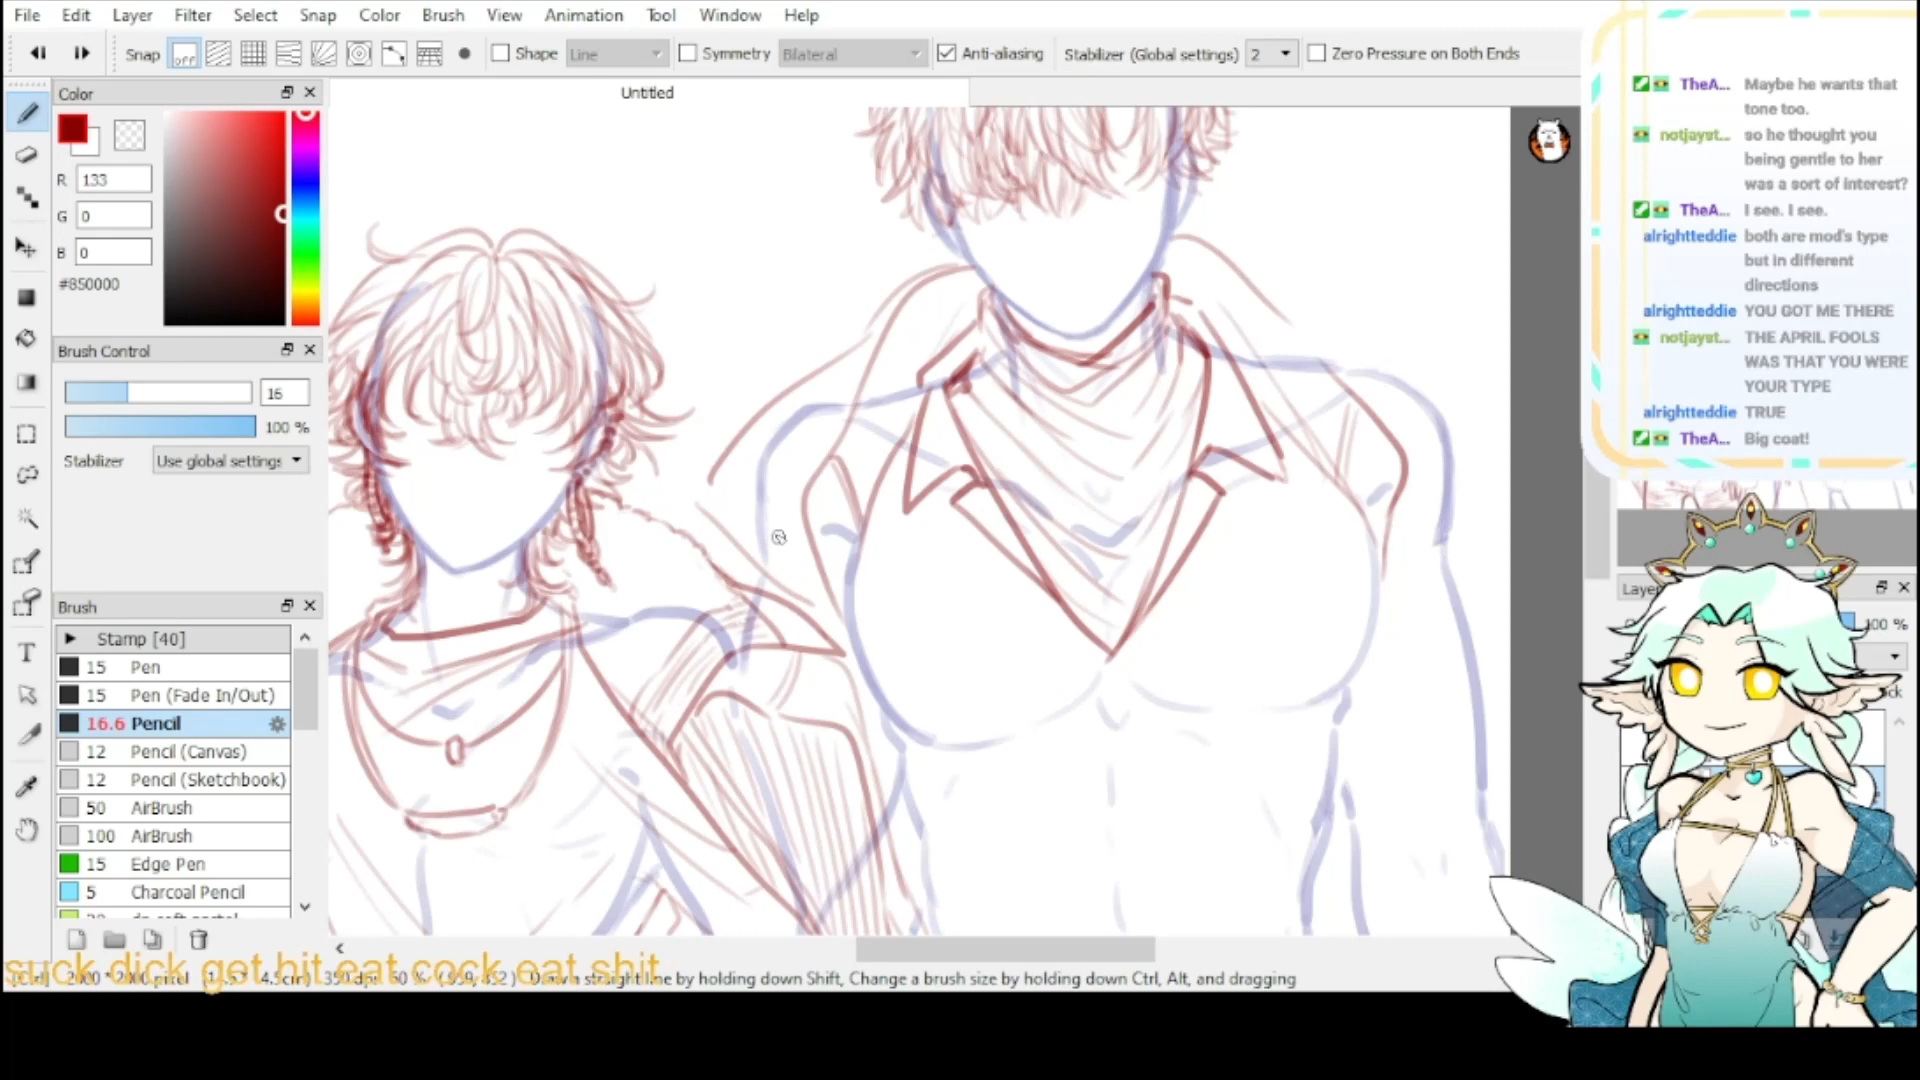 File Edit Layer Filter Select Snap Color Brush View Animation Tool Window Help
Snap off Shape Line Symmetry Bilateral Anti-aliasing Stabilizer (Global settings) 2 Zero Pressure on Both Ends
Color
Untitled
R 133
G 0
B 0
#850000
Brush Control
16
100 %
Stabilizer Use global settings
Brush
Stamp [40]
15 Pen
15 Pen (Fade In/Out)
16.6 Pencil
12 Pencil (Canvas)
12 Pencil (Sketchbook)
50 AirBrush
100 AirBrush
15 Edge Pen
5 Charcoal Pencil
suck dick get hit eat cock eat shit
Draw a straight line by holding down Shift, Change a brush size by holding down Ctrl, Alt, and dragging
TheA... Maybe he wants that
tone too.
notjayst... so he thought you
being gentle to her
was a sort of interest?
TheA... I see. I see.
alrightteddie both are mod's type
but in different
directions
alrightteddie YOU GOT ME THERE
notjayst... THE APRIL FOOLS
WAS THAT YOU WERE
YOUR TYPE
alrightteddie TRUE
TheA... Big coat!
Laye
100 %